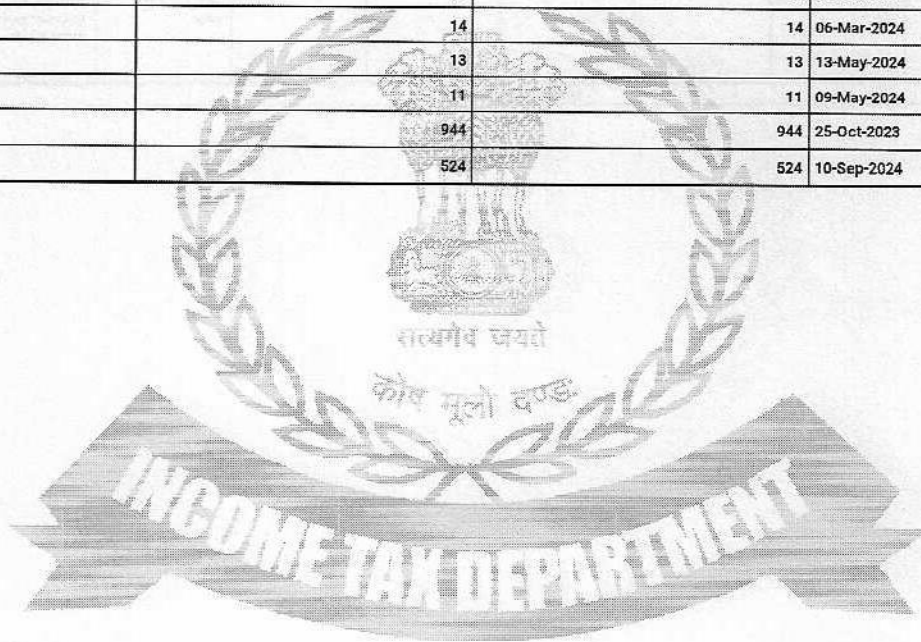 14 14 06-Mar-2024
13 13 13-May-2024
11 11 09-May-2024
944 944 25-Oct-2023
524 524 10-Sep-2024
सत्यमेव जयते
कोष मूलो दण्डः
INCOME TAX DEPARTMENT